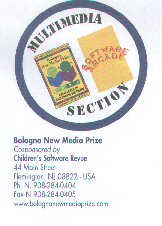 MULTIMEDIA
SOFTWARE
ARCADE
SECTION
Bologna New Media Prize
Cosponsored by
Children's Software Revue
44 Main Street
Flemington, NJ 08822 - USA
Ph. N. 908-284-0404
Fax N. 908-284-0405
www.bolognanewmediaprize.com